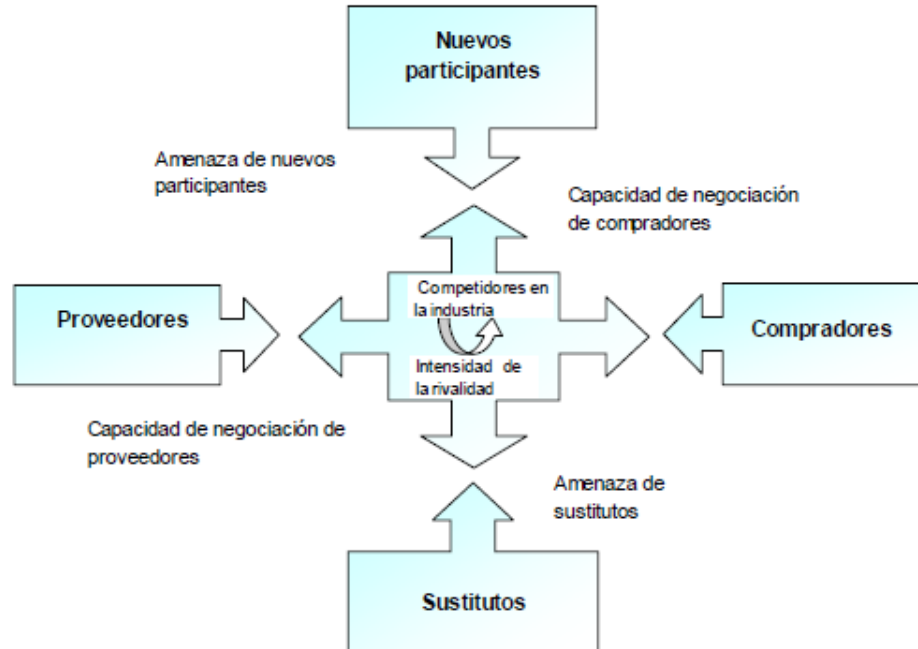 Nuevos
participantes
Amenaza de nuevos
participantes
Capacidad de negociación
de compradores
Proveedores
Competidores en
la industria
Intensidad de
la rivalidad
Compradores
Capacidad de negociación de
proveedores
Amenaza de
sustitutos
Sustitutos